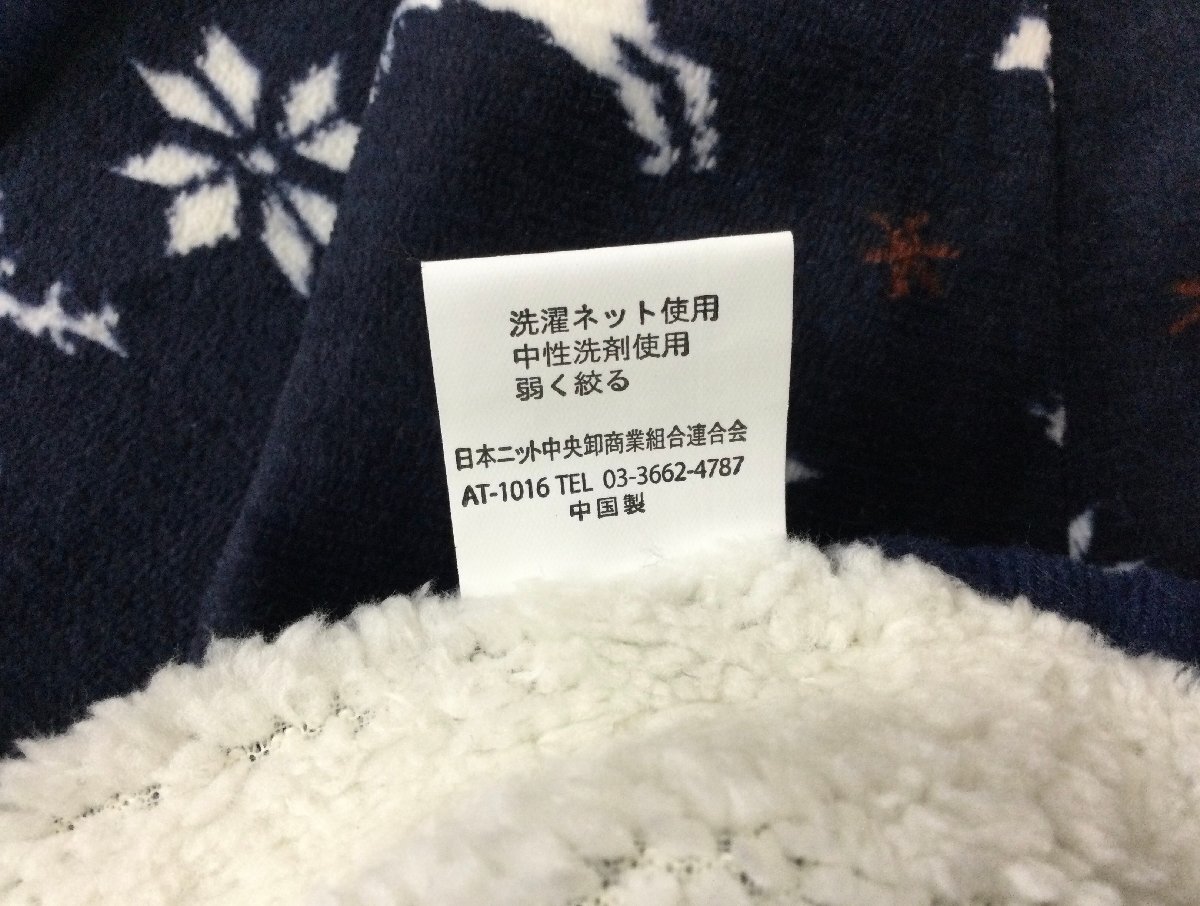 洗濯ネット使用
中性洗剤使用
弱く絞る
日本ニット中央卸商業組合連合会
AT-1016 TEL 03-3662-4787
中国製